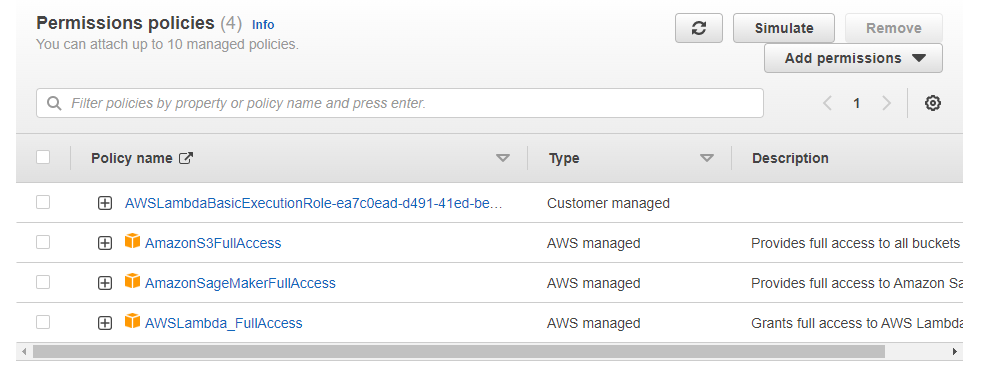 Permissions policies (4) Info
You can attach up to 10 managed policies.
Simulate
Remove
Add permissions
Filter policies by property or policy name and press enter.
1
Policy name Type Description
AWSLambdaBasicExecutionRole-ea7c0ead-d491-41ed-be... Customer managed
AmazonS3FullAccess AWS managed Provides full access to all buckets
AmazonSageMakerFullAccess AWS managed Provides full access to Amazon Sa
AWSLambda_FullAccess AWS managed Grants full access to AWS Lambda